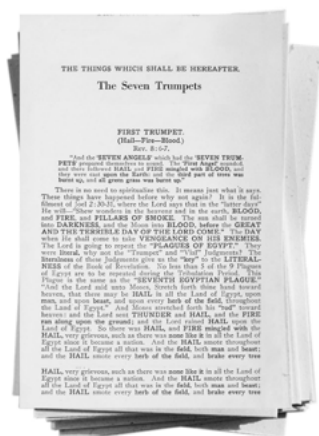 THE THINGS WHICH SHALL BE HEREAFTER.
The Seven Trumpets
FIRST TRUMPET.
(Hail—Fire—Blood.)
Rev. 8:6-7.
"And the 'SEVEN ANGELS' which had the 'SEVEN TRUM-
PETS' prepared themselves to sound. The 'First Angel' sounded,
and there followed HAIL and FIRE mingled with BLOOD, and
they were cast upon the Earth: and the third part of trees was
burnt up, and all green grass was burnt up."
There is no need to spiritualize this. It means just what it says.
These things have happened before why not again? It is the ful-
filment of Joel 2:30-31, where the Lord says that in the "latter days"
He will—"Shew wonders in the heavens and in the earth, BLOOD,
and FIRE, and PILLARS OF SMOKE. The sun shall be turned
into DARKNESS, and the Moon into BLOOD, before the GREAT
AND THE TERRIBLE DAY OF THE LORD COME." The DAY
when He shall come to take VENGEANCE ON HIS ENEMIES.
The Lord is going to repeat the "PLAGUES OF EGYPT." They
were literal, why not the "Trumpet" and "Vial" Judgments? The
literalness of these Judgments give us the "key" to the LITERAL-
NESS of the Book of Revelation. No less than 5 of the 9 Plagues
of Egypt are to be repeated during the Tribulation Period. This
Plague is the same as the "SEVENTH EGYPTIAN PLAGUE."
"And the Lord said unto Moses, Stretch forth thine hand toward
heaven, that there may be HAIL in all the Land of Egypt, upon
man, and upon beast, and upon every herb of the field, throughout
the Land of Egypt." And Moses stretched forth his "rod" toward
heaven: and the Lord sent THUNDER and HAIL, and the FIRE
ran along upon the ground; and the Lord rained HAIL upon the
Land of Egypt. So there was HAIL, and FIRE mingled with the
HAIL, very grievous, such as there was none like it in all the Land of
Egypt since it became a nation. And the HAIL smote throughout
all the Land of Egypt all that was in the field, both man and beast;
and the HAIL smote every herb of the field, and brake every tree
HAIL, very grievous, such as there was none like it in all the Land of
Egypt since it became a nation. And the HAIL smote throughout
all the Land of Egypt all that was in the field, both man and beast;
and the HAIL smote every herb of the field, and brake every tree